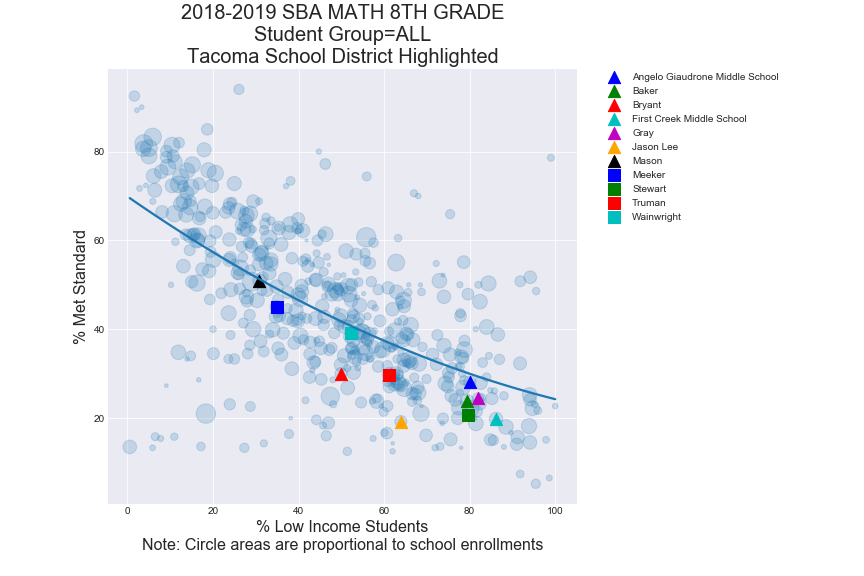 2018-2019 SBA MATH 8TH GRADE
Student Group=ALL
Tacoma School District Highlighted
Angelo Giaudrone Middle School
Baker
Bryant
First Creek Middle School
Gray
Jason Lee
Mason
Meeker
Stewart
Truman
Wainwright
% Met Standard
80
60
40
20
0 20 40 60 80 100
% Low Income Students
Note: Circle areas are proportional to school enrollments